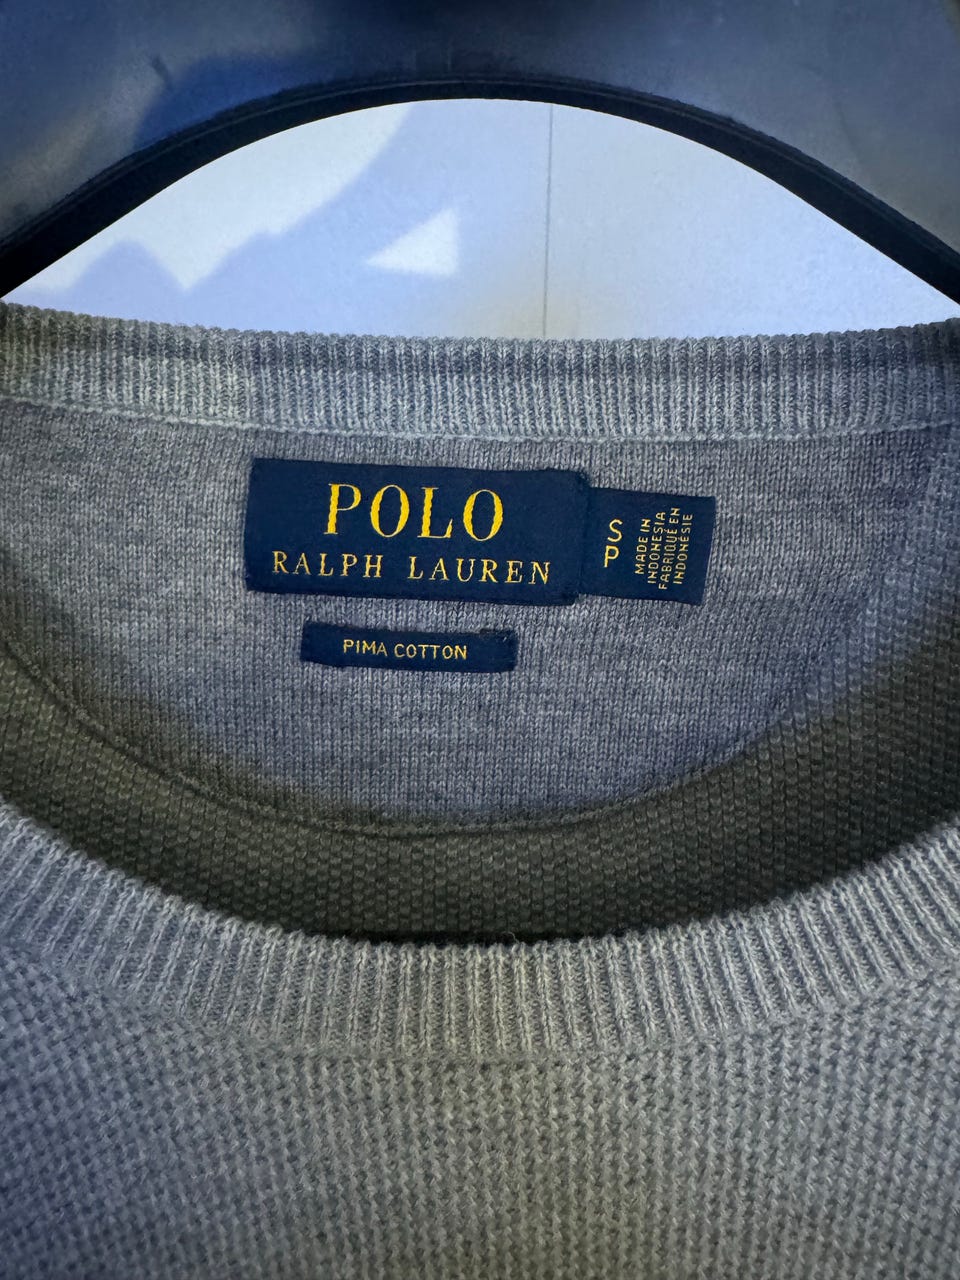 POLO
RALPH LAUREN
S
P
MADE IN
INDONESIA
FABRIQUÉ EN
INDONÉSIE
PIMA COTTON